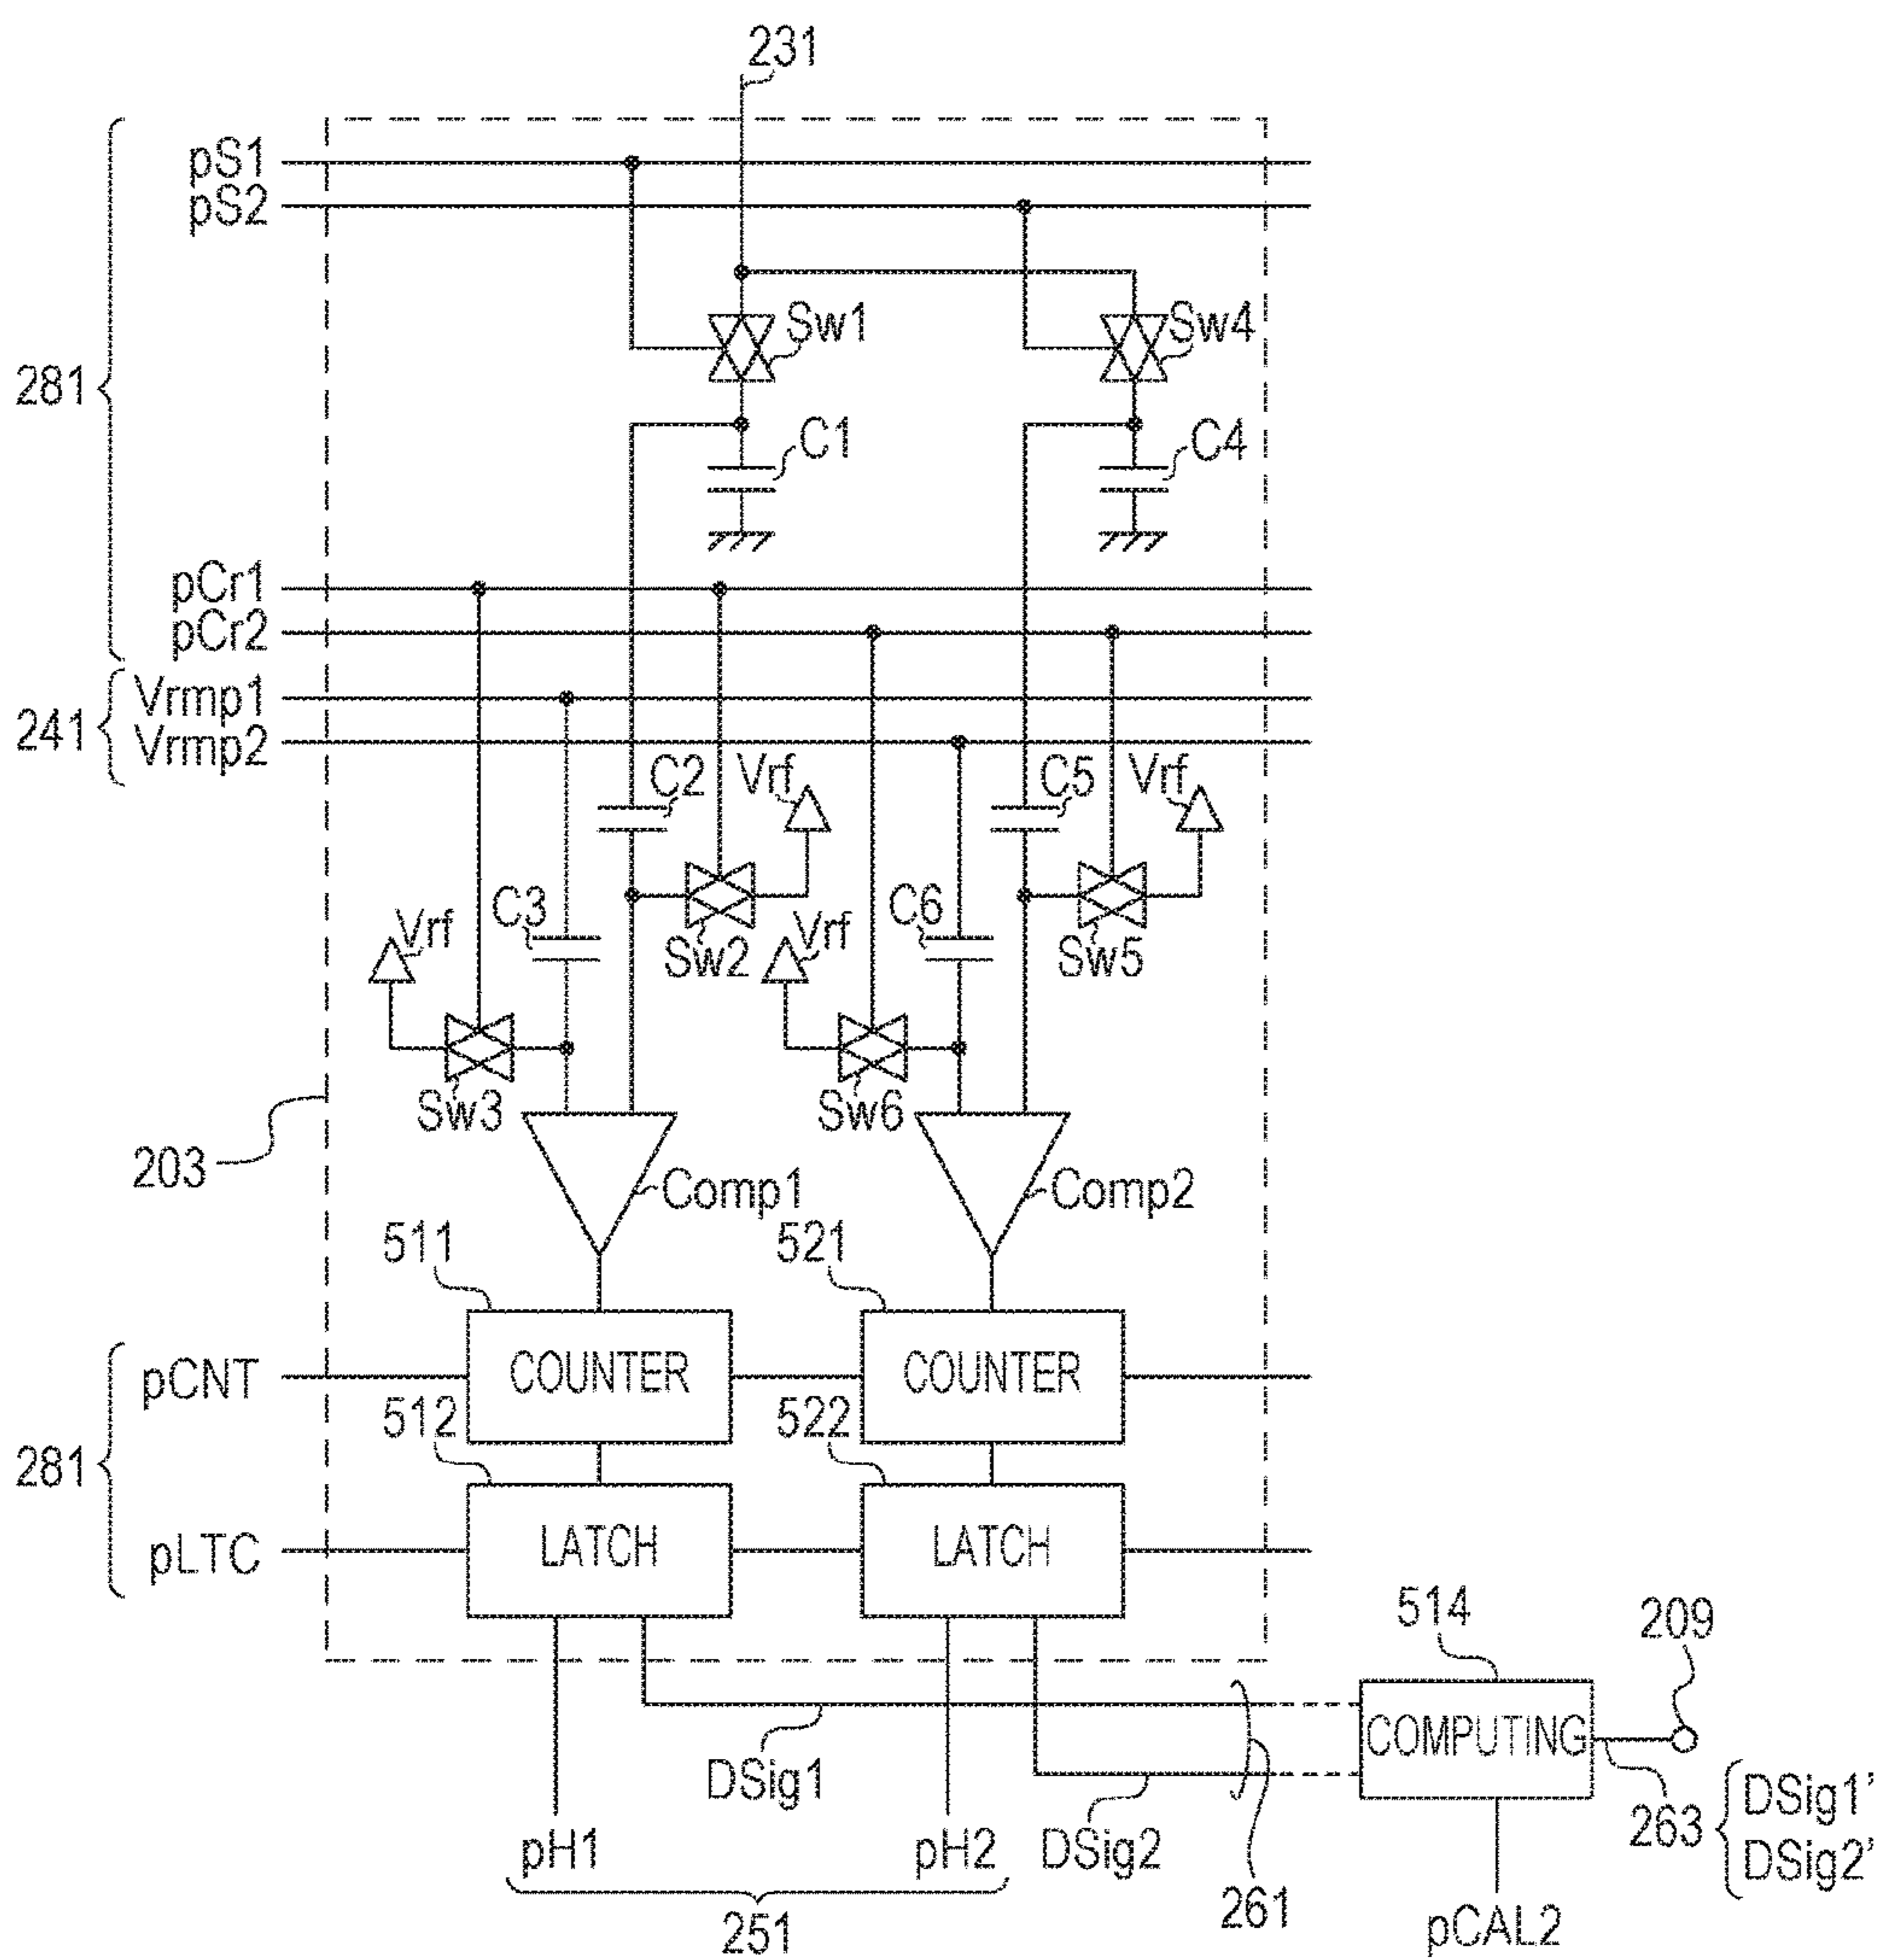 231
pS1
pS2
281
Sw1
Sw4
C1
C4
pCr1
pCr2
241
Vrmp1
Vrmp2
C2
Vrf
C5
Vrf
C3
C6
Vrf
Sw2
Vrf
Sw5
Sw3
Sw6
203
Comp1
Comp2
511
521
pCNT
COUNTER
COUNTER
281
512
522
pLTC
LATCH
LATCH
514
209
COMPUTING
DSig1
DSig1’
263
DSig2’
pH1
pH2
DSig2
261
251
pCAL2